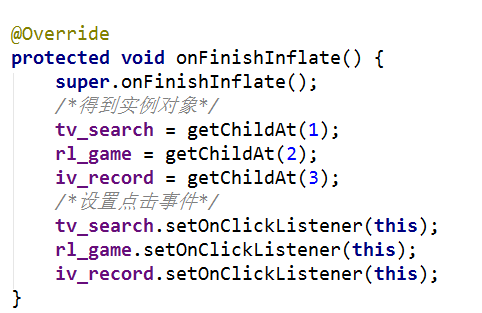 @Override
protected void onFinishInflate() {
    super.onFinishInflate();
    /*得到实例对象*/
    tv_search = getChildAt(1);
    rl_game = getChildAt(2);
    iv_record = getChildAt(3);
    /*设置点击事件*/
    tv_search.setOnClickListener(this);
    rl_game.setOnClickListener(this);
    iv_record.setOnClickListener(this);
}